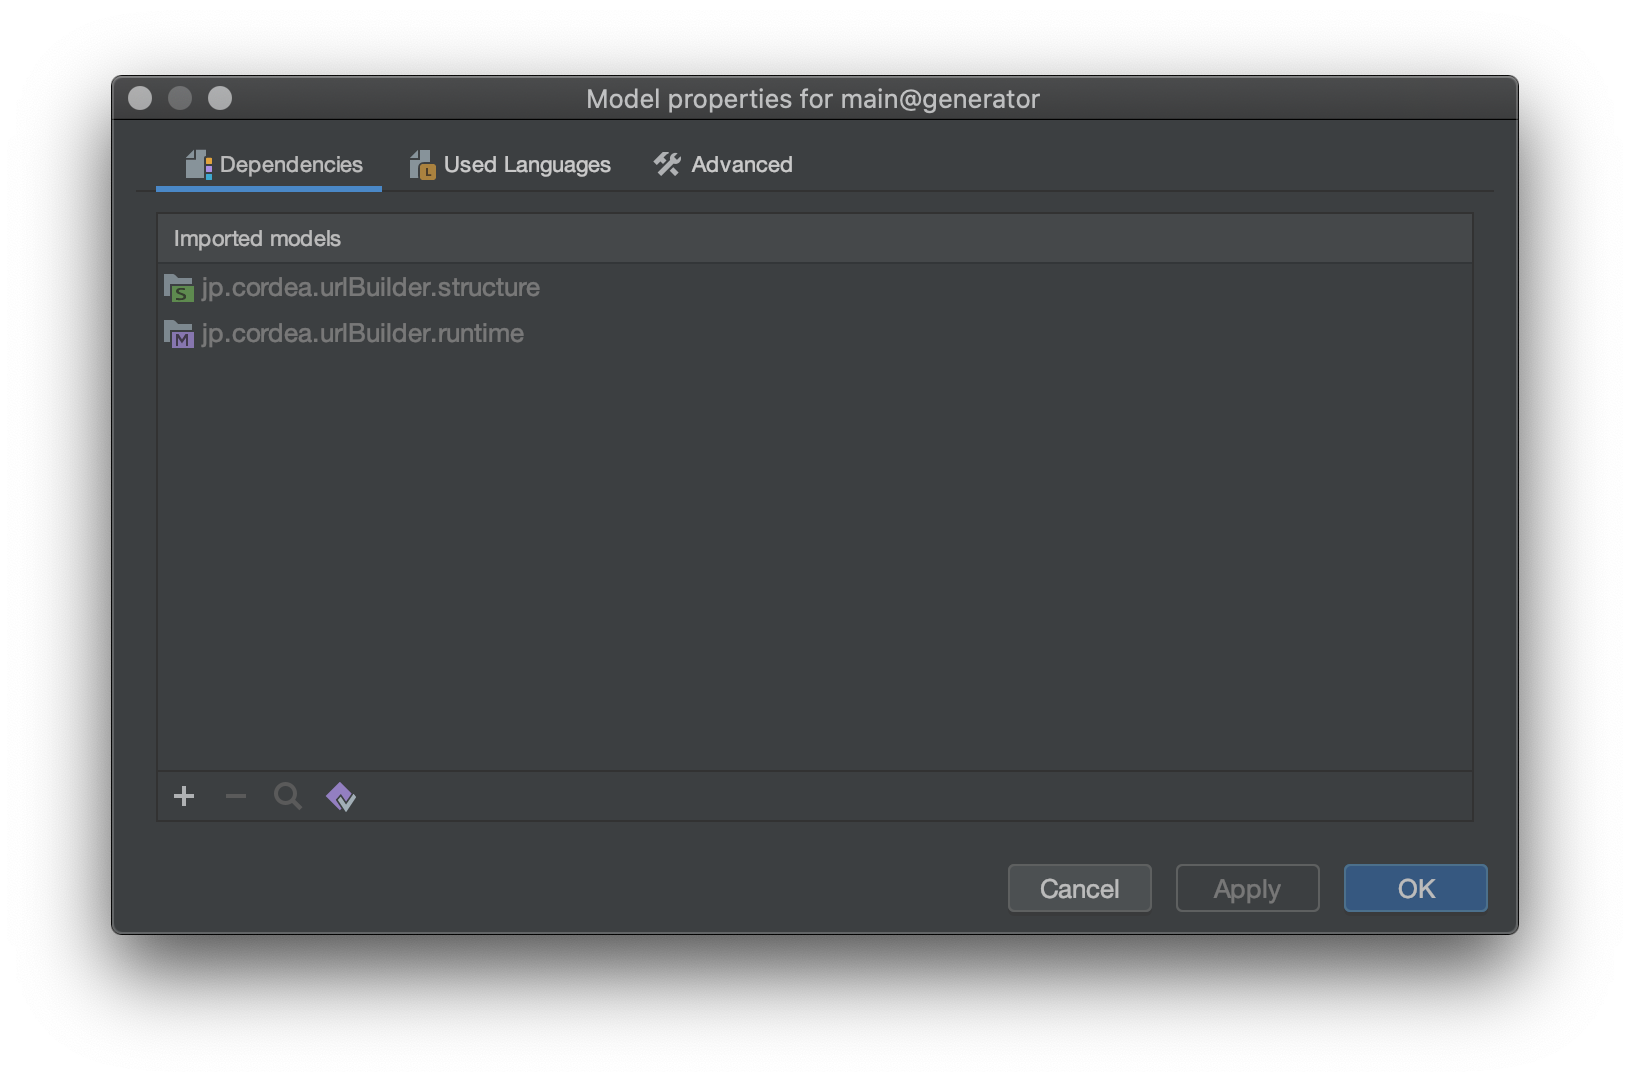 Model properties for main@generator
Dependencies Used Languages Advanced
Imported models
jp.cordea.urlBuilder.structure
jp.cordea.urlBuilder.runtime
Cancel Apply OK